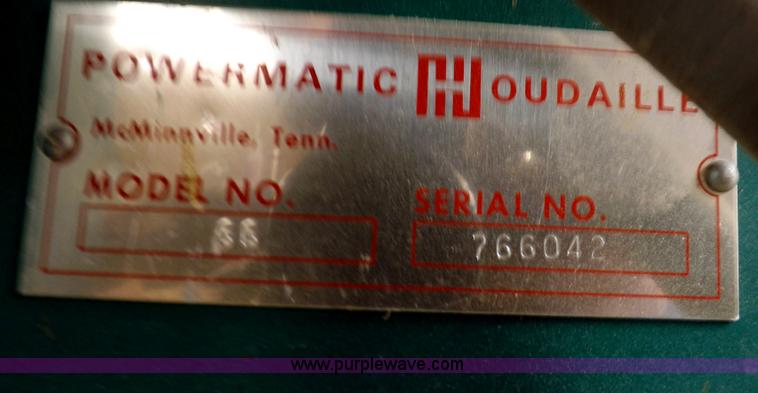 POWERMATIC HOUDAILLE
McMinnville, Tenn.
MODEL NO. SERIAL NO.
66 766042
www.purplewave.com